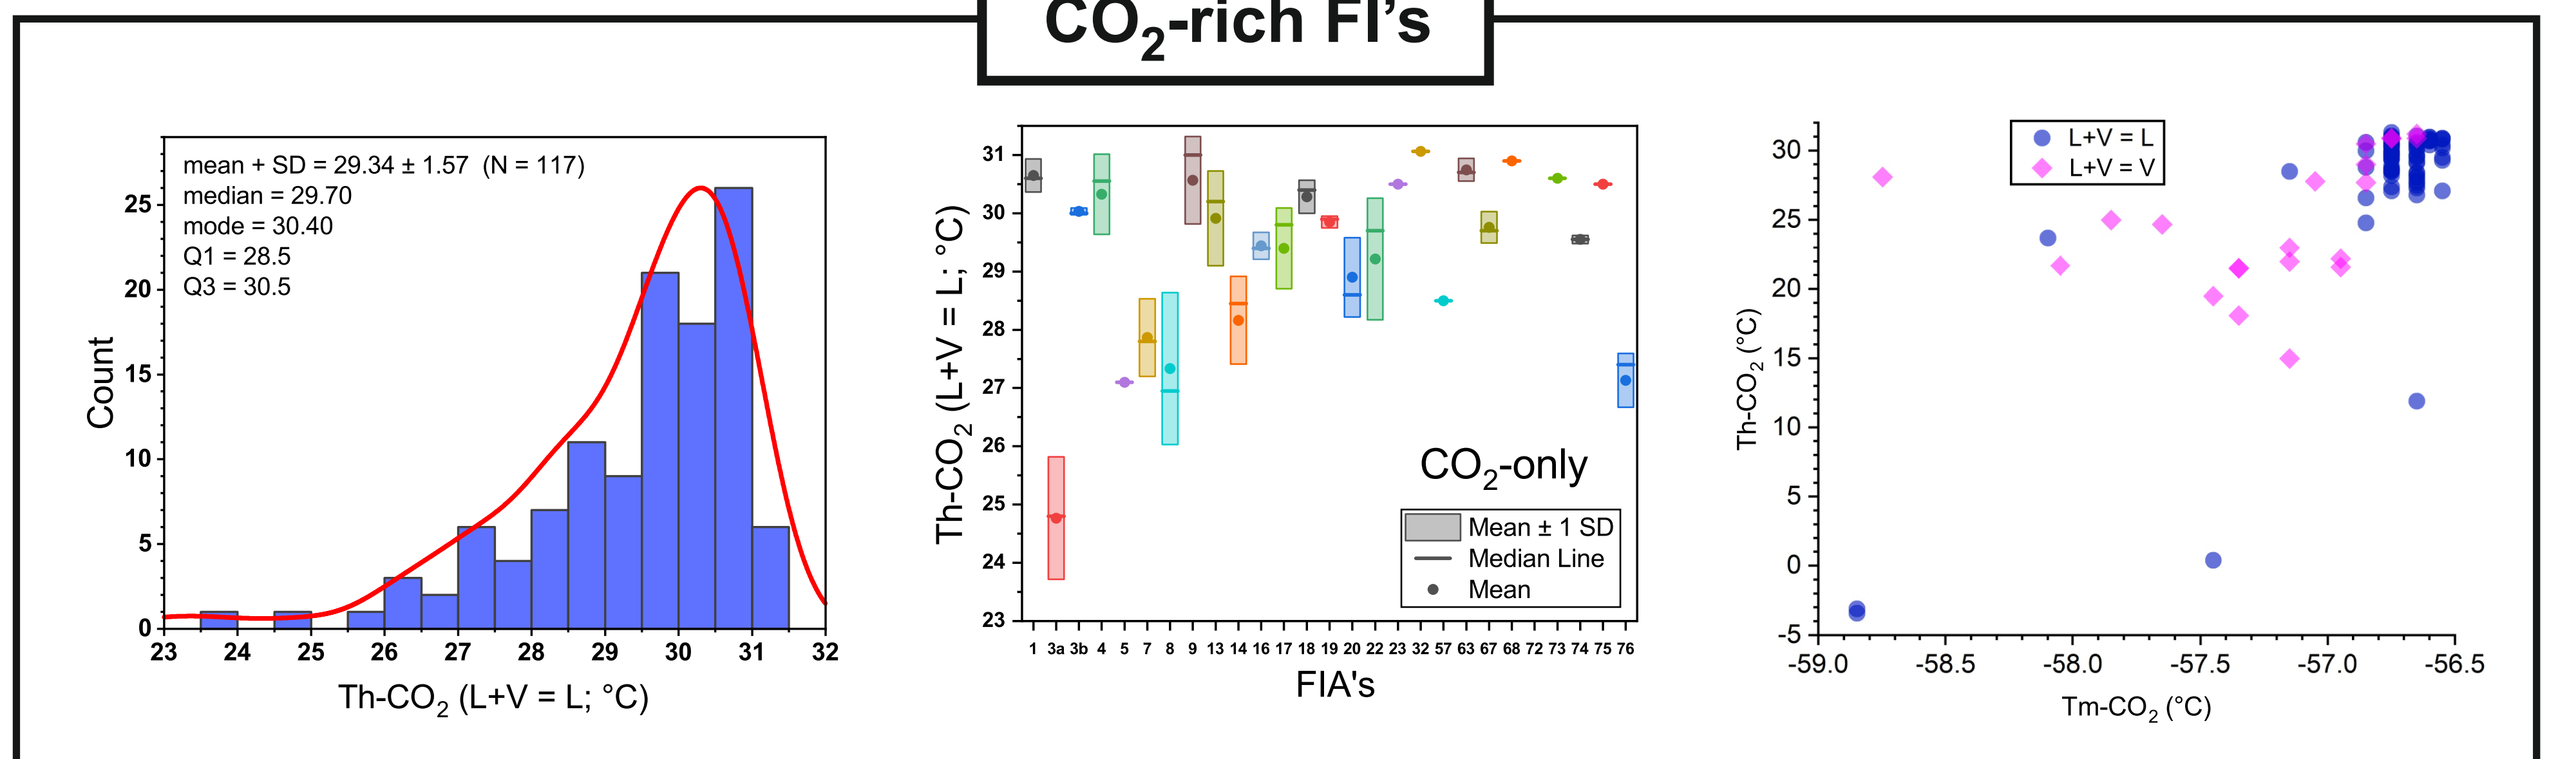 CO₂-rich FI's
mean + SD = 29.34 ± 1.57 (N = 117)
median = 29.70
mode = 30.40
Q1 = 28.5
Q3 = 30.5
Count
25
20
15
10
5
0
23 24 25 26 27 28 29 30 31 32
Th-CO₂ (L+V = L; °C)
Th-CO₂ (L+V = L; °C)
31
30
29
28
27
26
25
24
23
CO₂-only
Mean ± 1 SD
Median Line
Mean
1 3a 3b 4 5 7 8 9 13 14 16 17 18 19 20 22 23 32 57 63 67 68 72 73 74 75 76
FIA's
L+V = L
L+V = V
Th-CO₂ (°C)
30
25
20
15
10
5
0
-5
-59.0 -58.5 -58.0 -57.5 -57.0 -56.5
Tm-CO₂ (°C)